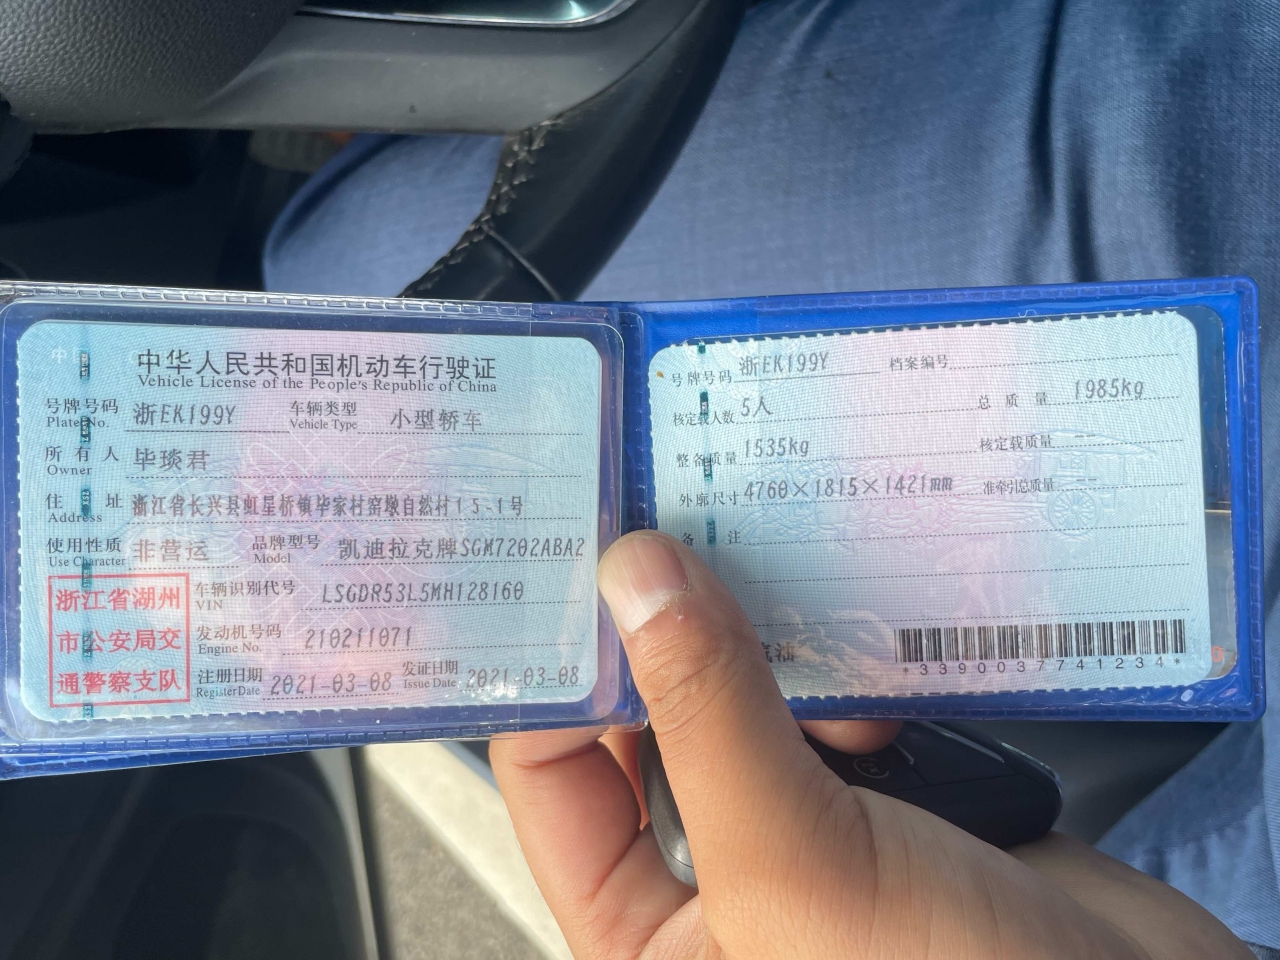 中华人民共和国机动车行驶证
Vehicle License of the People's Republic of China
号牌号码 浙EK199Y 车辆类型 小型轿车
Plate No. Vehicle Type
所有人 毕琰君
Owner
住址 浙江省长兴县虹星桥镇毕家村窑墩自然村15-1号
Address
使用性质 非营运 品牌型号 凯迪拉克牌SGM7202ABA2
Use Character Model
浙江省湖州
市公安局交
通警察支队
车辆识别代号 LSGDR53L5MH128160
VIN
发动机号码 210211071
Engine No.
注册日期 2021-03-08 发证日期 2021-03-08
Register Date Issue Date
号牌号码 浙EK199Y 档案编号
核定载人数 5人 总质量 1985kg
整备质量 1535kg 核定载质量
外廓尺寸 4760×1815×1421mm 准牵引总质量
备注
汽油
*3390037741234*